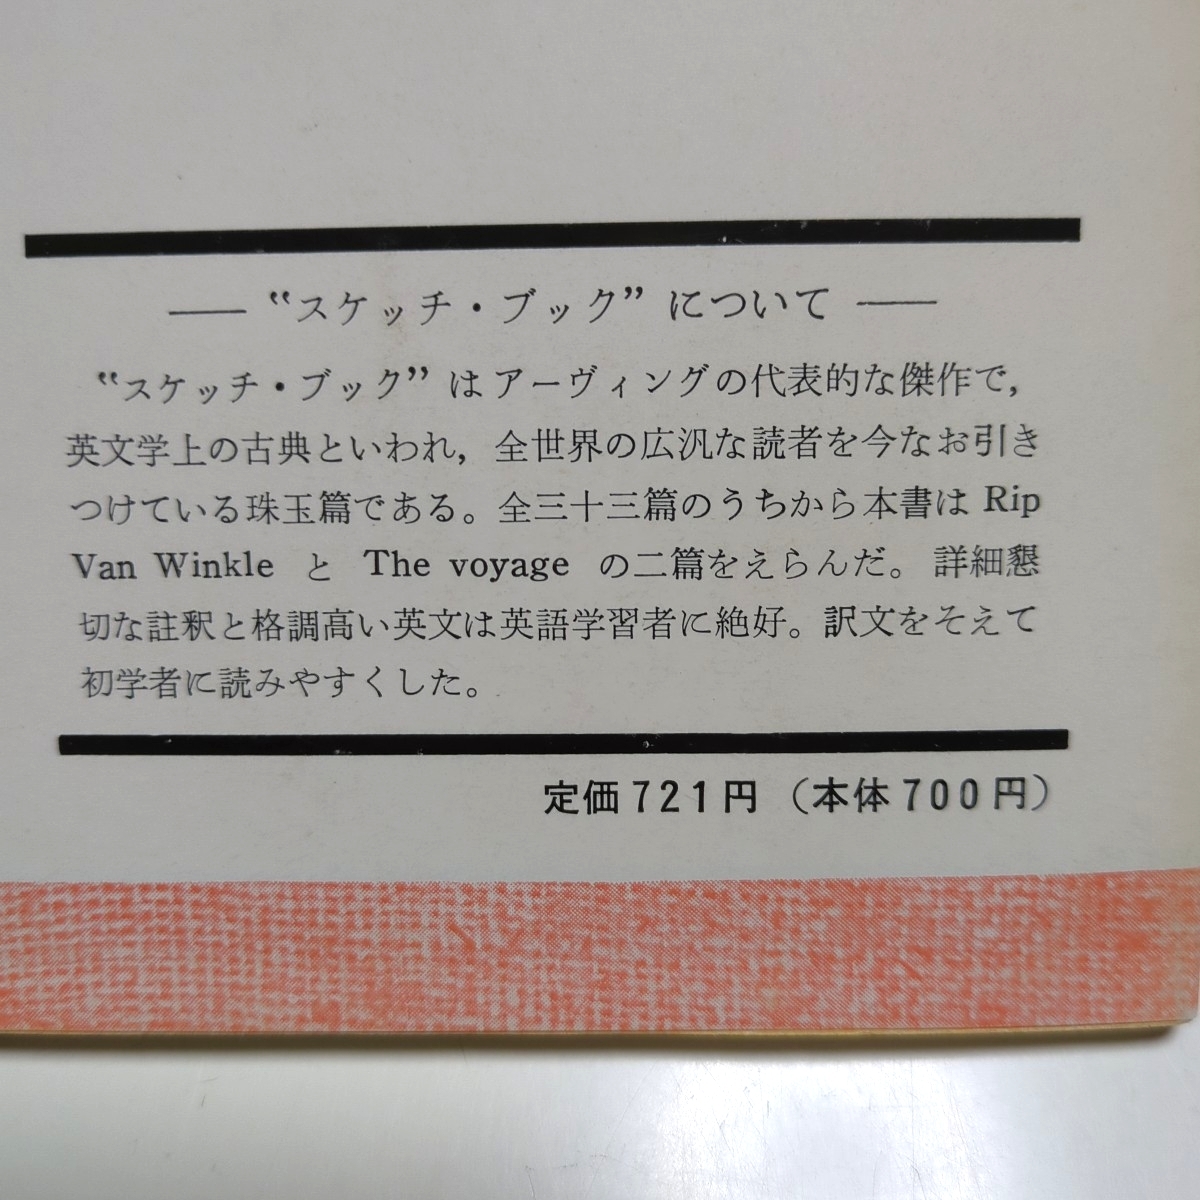 ── “スケッチ・ブック” について ──
“スケッチ・ブック” はアーヴィングの代表的な傑作で,
英文学上の古典といわれ, 全世界の広汎な読者を今なお引き
つけている珠玉篇である。全三十三篇のうちから本書は Rip
Van Winkle と The voyage の二篇をえらんだ。詳細懇
切な註釈と格調高い英文は英語学習者に絶好。訳文をそえて
初学者に読みやすくした。
定価721円 (本体700円)